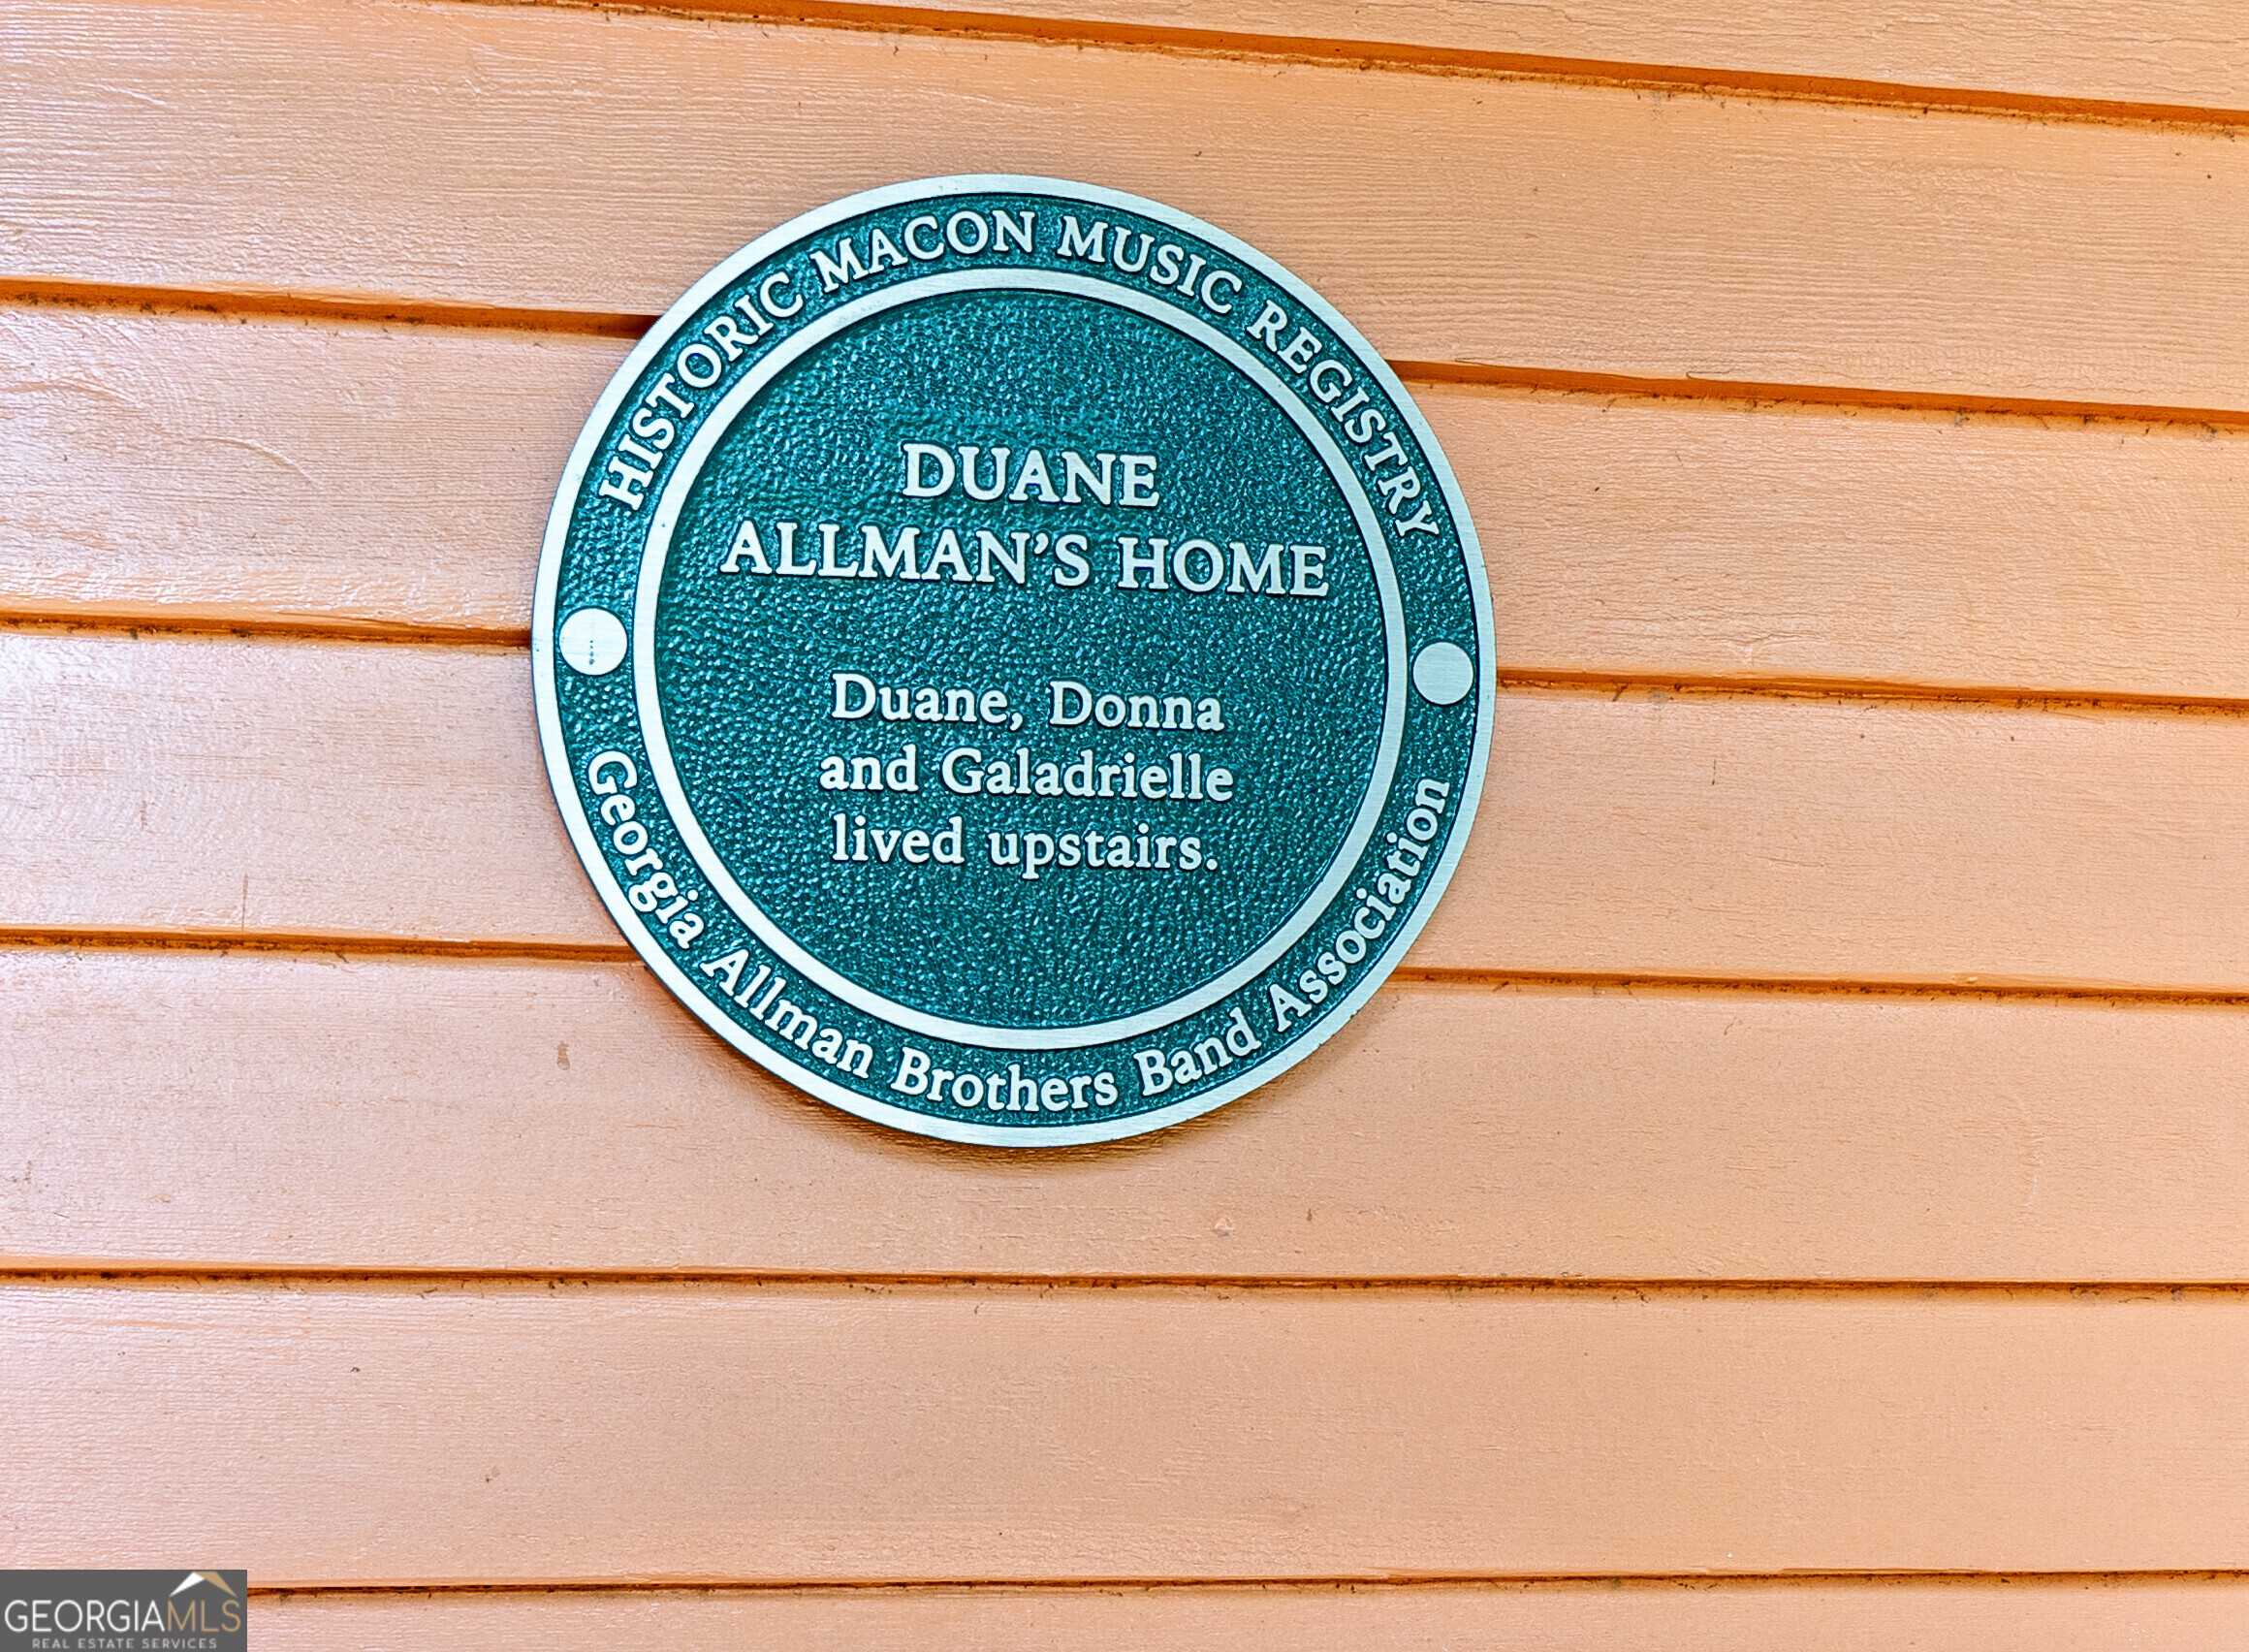 HISTORIC MACON MUSIC REGISTRY
DUANE
ALLMAN'S HOME
Duane, Donna
and Galadrielle
lived upstairs.
Georgia Allman Brothers Band Association
GEORGIAMLS
REAL ESTATE SERVICES